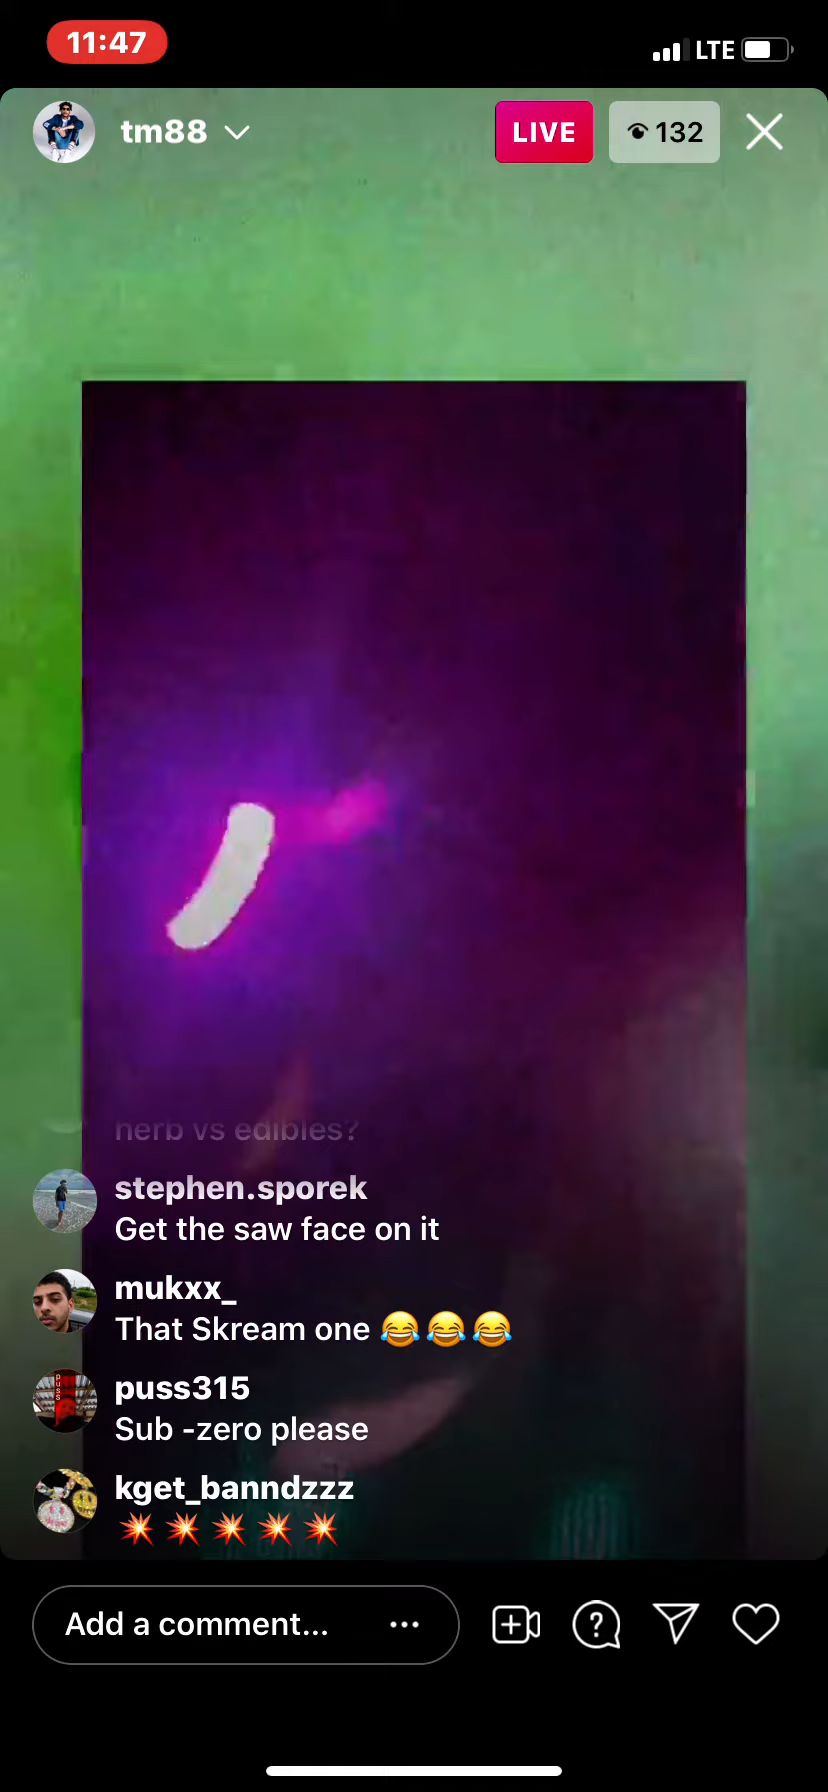 11:47
LTE
tm88
LIVE
132
herb vs edibles?
stephen.sporek
Get the saw face on it
mukxx_
That Skream one 😂😂😂
puss315
Sub -zero please
kget_banndzzz
💥💥💥💥💥
Add a comment...